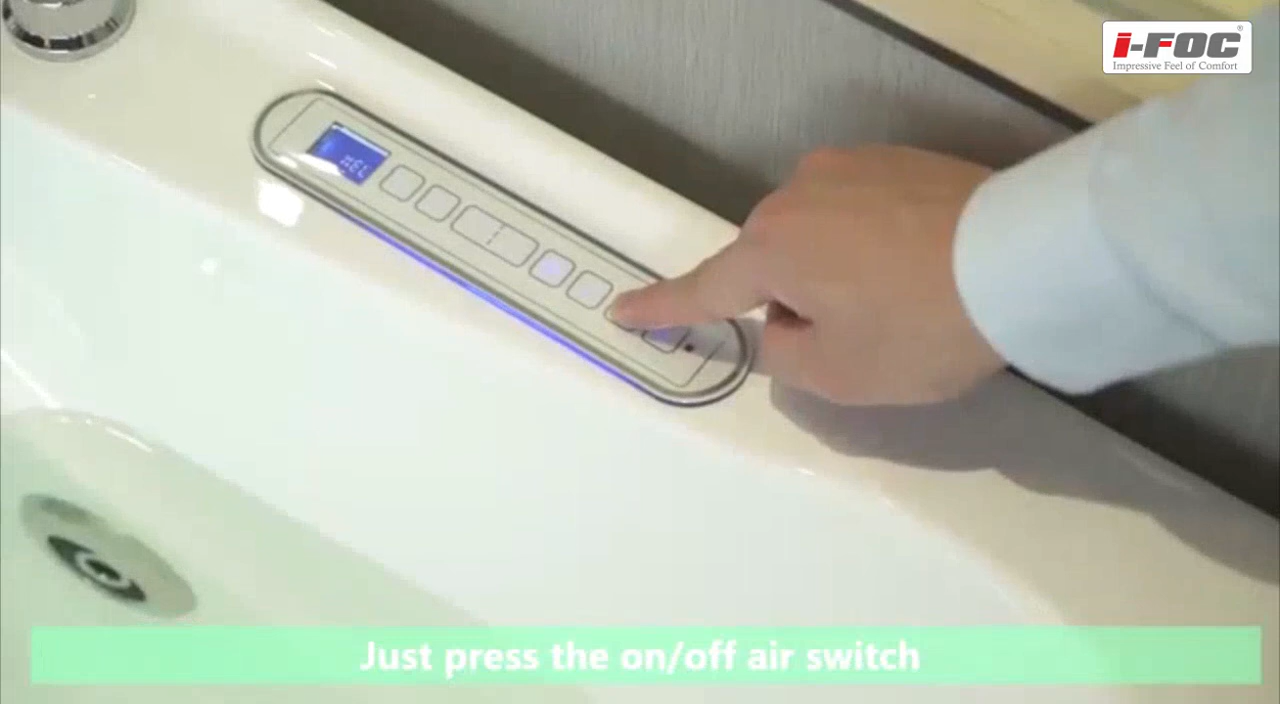 i-FOC®
Impressive Feel of Comfort
Just press the on/off air switch